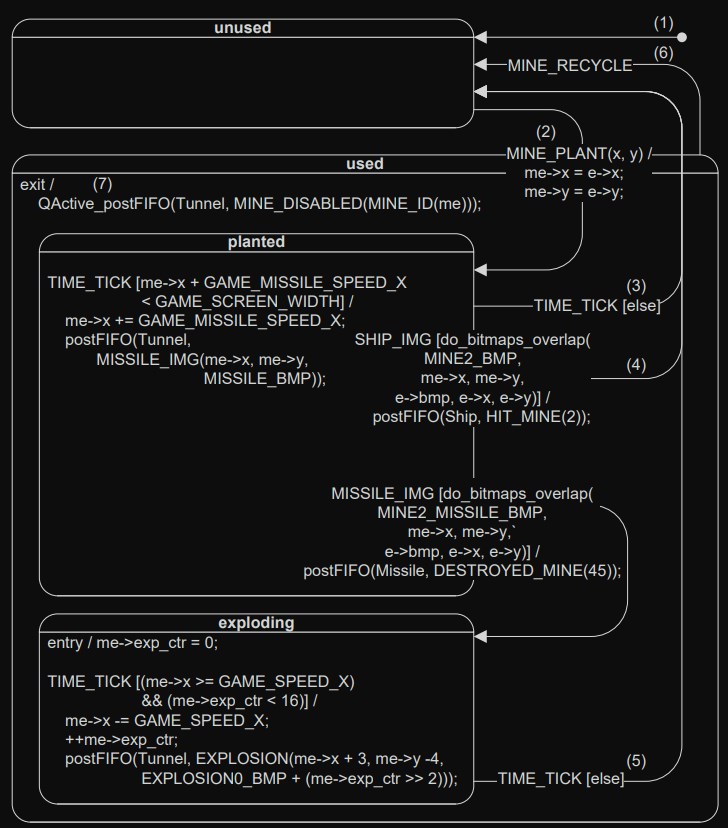 unused
(1)
MINE_RECYCLE
(6)
(2)
MINE_PLANT(x, y) /
me->x = e->x;
me->y = e->y;
used
exit /
(7)
QActive_postFIFO(Tunnel, MINE_DISABLED(MINE_ID(me)));
planted
TIME_TICK [me->x + GAME_MISSILE_SPEED_X
< GAME_SCREEN_WIDTH] /
me->x += GAME_MISSILE_SPEED_X;
postFIFO(Tunnel,
MISSILE_IMG(me->x, me->y,
MISSILE_BMP));
(3)
TIME_TICK [else]
SHIP_IMG [do_bitmaps_overlap(
MINE2_BMP,
me->x, me->y,
e->bmp, e->x, e->y)] /
postFIFO(Ship, HIT_MINE(2));
(4)
MISSILE_IMG [do_bitmaps_overlap(
MINE2_MISSILE_BMP,
me->x, me->y,`
e->bmp, e->x, e->y)] /
postFIFO(Missile, DESTROYED_MINE(45));
exploding
entry / me->exp_ctr = 0;
TIME_TICK [(me->x >= GAME_SPEED_X)
&& (me->exp_ctr < 16)] /
me->x -= GAME_SPEED_X;
++me->exp_ctr;
postFIFO(Tunnel, EXPLOSION(me->x + 3, me->y -4,
EXPLOSION0_BMP + (me->exp_ctr >> 2)));
(5)
TIME_TICK [else]